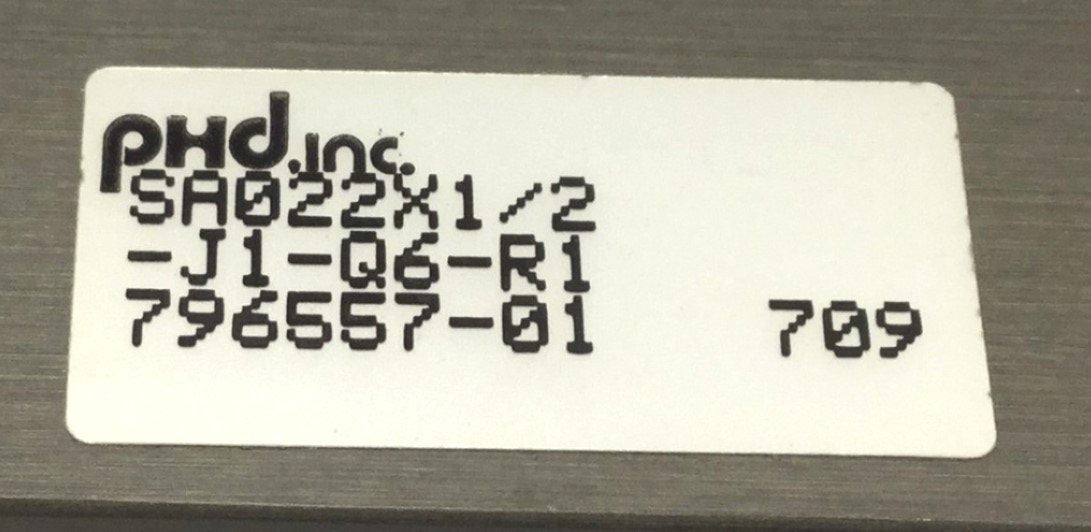 PHd, inc.
SA022X1/2
-J1-Q6-R1
796557-01 709